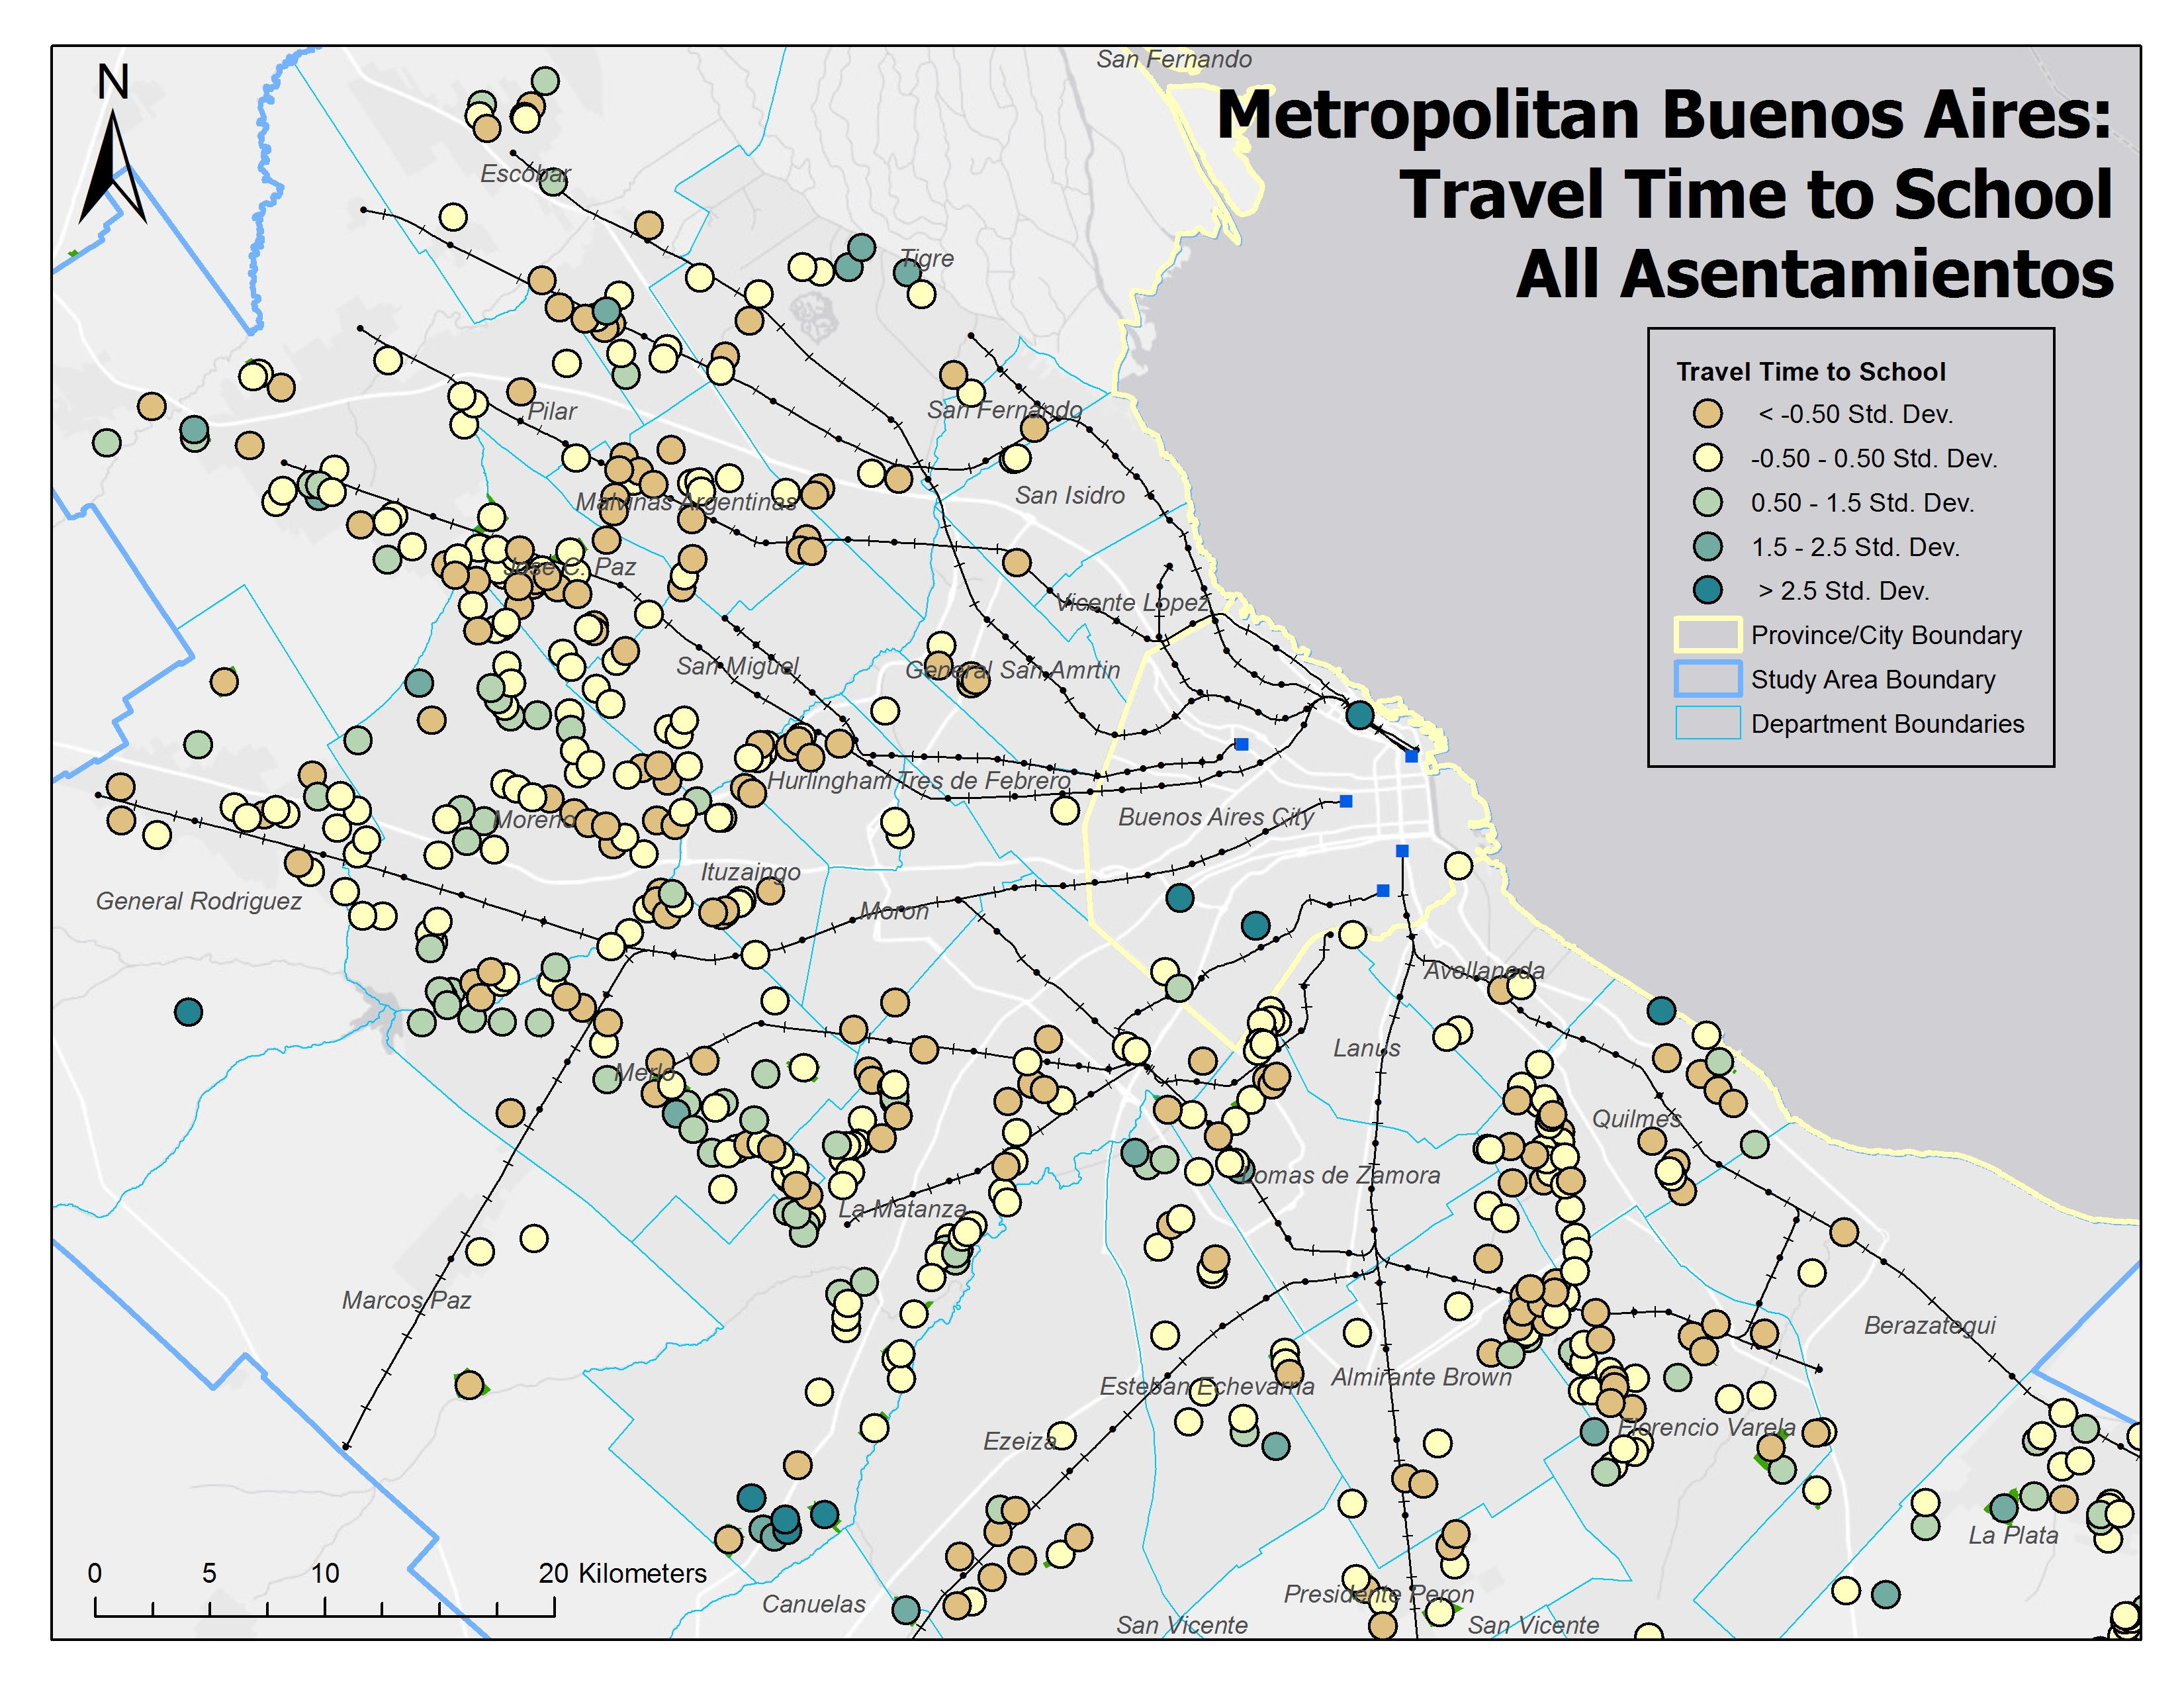 San Fernando
N
Metropolitan Buenos Aires:
Travel Time to School
All Asentamientos
Escobar
Tigre
Travel Time to School
< -0.50 Std. Dev.
-0.50 - 0.50 Std. Dev.
0.50 - 1.5 Std. Dev.
1.5 - 2.5 Std. Dev.
> 2.5 Std. Dev.
Province/City Boundary
Study Area Boundary
Department Boundaries
Pilar
San Fernando
Malvinas Argentinas
San Isidro
Jose C. Paz
Vicente Lopez
San Miguel
General San Amrtin
Hurlingham
Tres de Febrero
Moreno
Buenos Aires City
Ituzaingo
General Rodriguez
Moron
Avollaneda
Lanus
Merlo
Quilmes
Lomas de Zamora
La Matanza
Marcos Paz
Berazategui
Esteban Echevarria
Almirante Brown
Florencio Varela
Ezeiza
La Plata
0 5 10 20 Kilometers
Canuelas
Presidente Peron
San Vicente
San Vicente